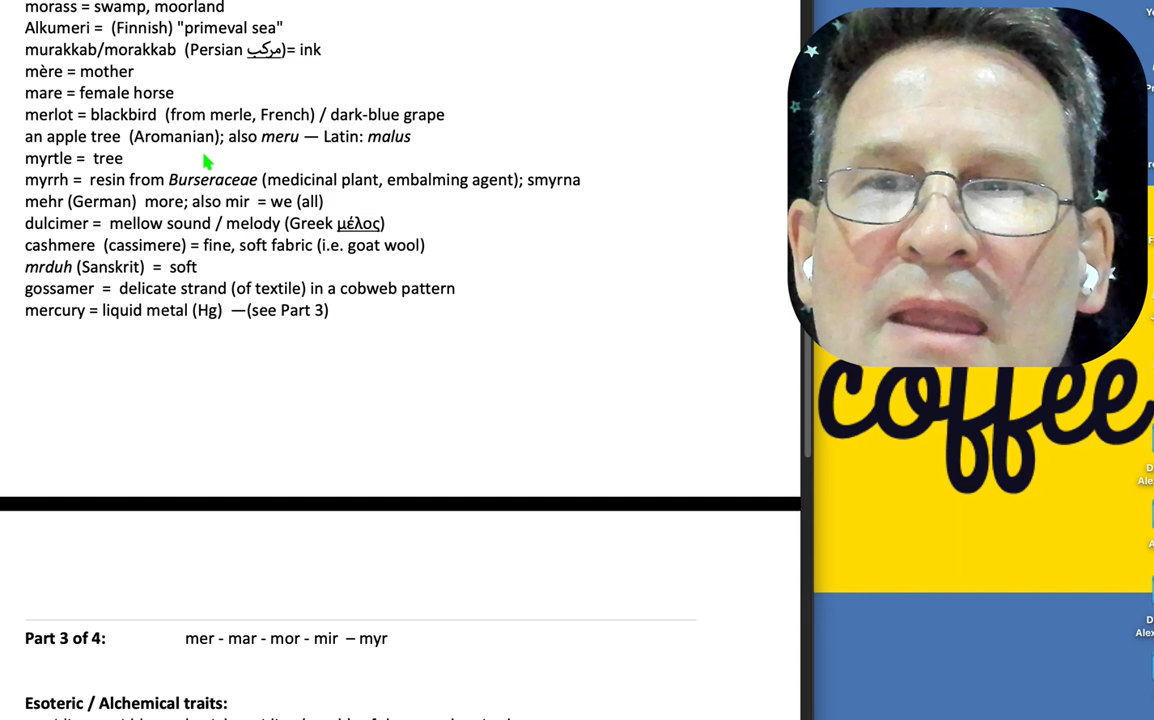 morass = swamp, moorland
Alkumeri = (Finnish) "primeval sea"
murakkab/morakkab (Persian مرکب)= ink
mère = mother
mare = female horse
merlot = blackbird (from merle, French) / dark-blue grape
an apple tree (Aromanian); also meru — Latin: malus
myrtle = tree
myrrh = resin from Burseraceae (medicinal plant, embalming agent); smyrna
mehr (German) more; also mir = we (all)
dulcimer = mellow sound / melody (Greek μέλος)
cashmere (cassimere) = fine, soft fabric (i.e. goat wool)
mrduh (Sanskrit) = soft
gossamer = delicate strand (of textile) in a cobweb pattern
mercury = liquid metal (Hg) —(see Part 3)
Part 3 of 4: mer - mar - mor - mir – myr
Esoteric / Alchemical traits:
coffee
D
Ale
D
Alex